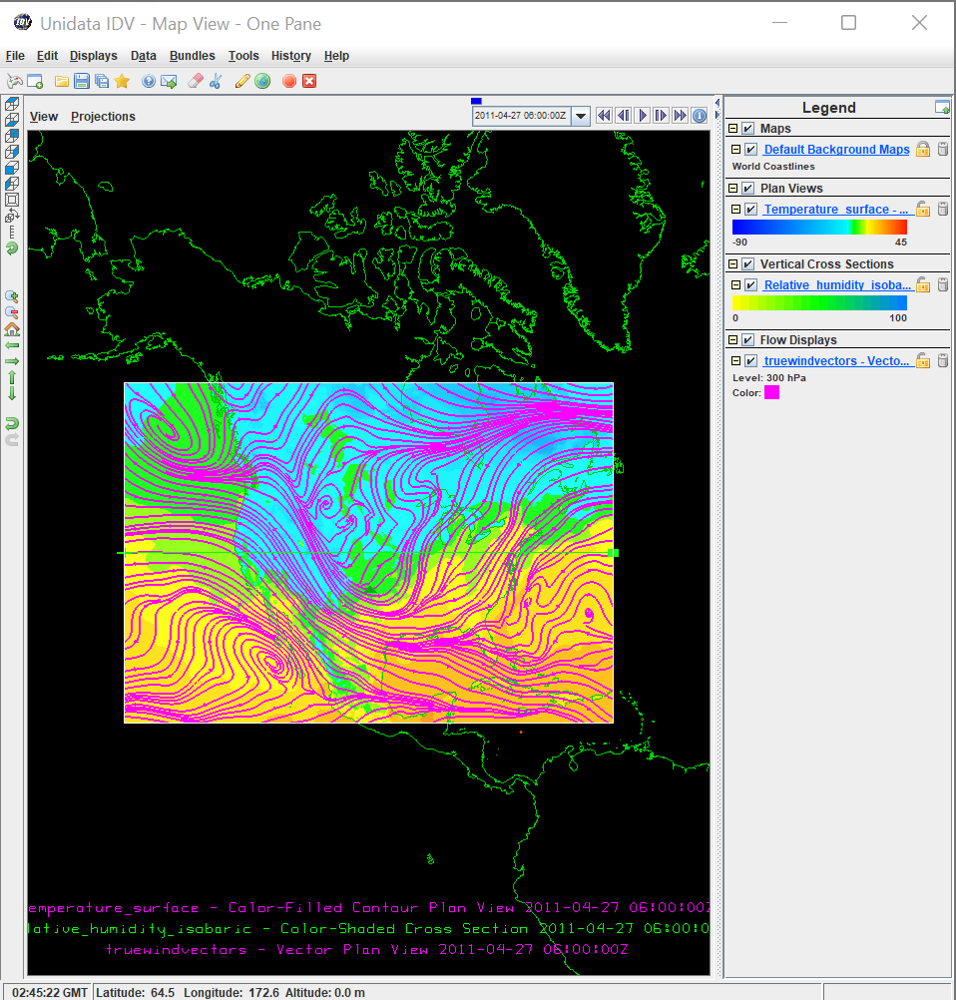 IDV Unidata IDV - Map View - One Pane
File Edit Displays Data Bundles Tools History Help
View Projections
2011-04-27 06:00:00Z
Legend
Maps
Default Background Maps
World Coastlines
Plan Views
Temperature_surface - ...
-90 45
Vertical Cross Sections
Relative_humidity_isoba...
0 100
Flow Displays
truewindvectors - Vecto...
Level: 300 hPa
Color:
emperature_surface - Color-Filled Contour Plan View 2011-04-27 06:00:00Z
lative_humidity_isobaric - Color-Shaded Cross Section 2011-04-27 06:00:0
truewindvectors - Vector Plan View 2011-04-27 06:00:00Z
02:45:22 GMT Latitude: 64.5 Longitude: 172.6 Altitude: 0.0 m